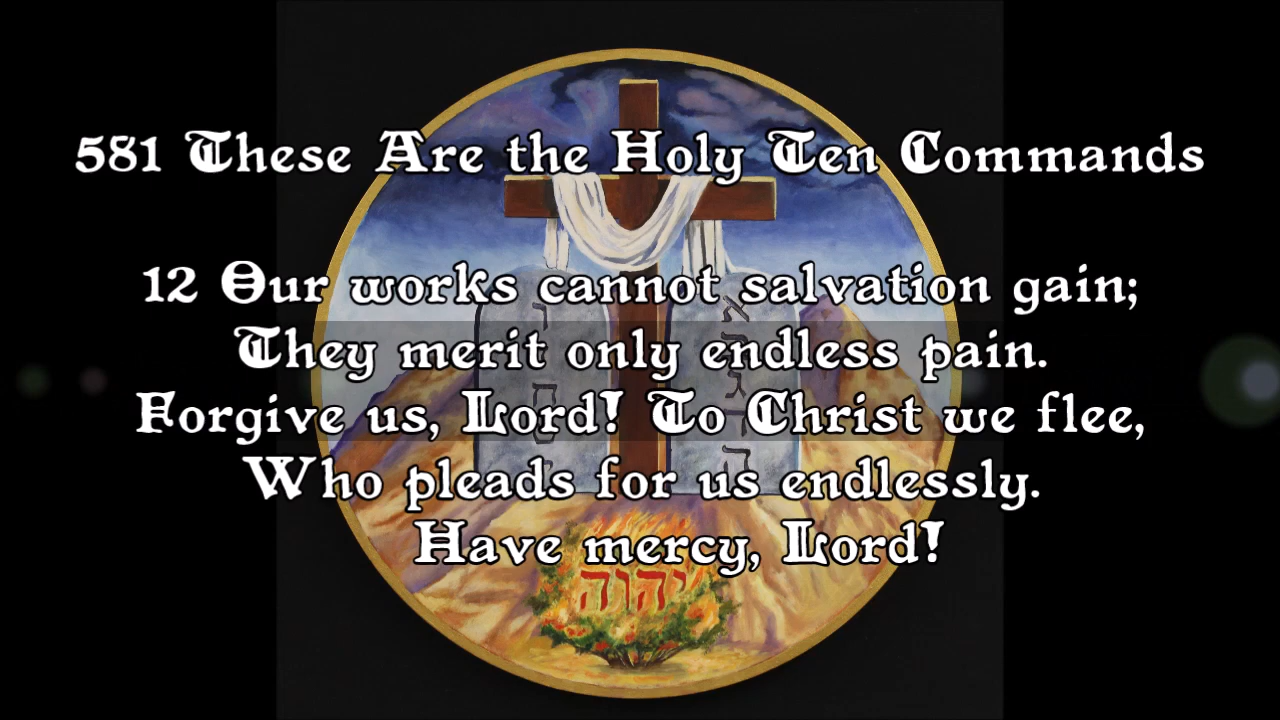 581 These Are the Holy Ten Commands
12 Our works cannot salvation gain;
They merit only endless pain.
Forgive us, Lord! To Christ we flee,
Who pleads for us endlessly.
Have mercy, Lord!
יהוה